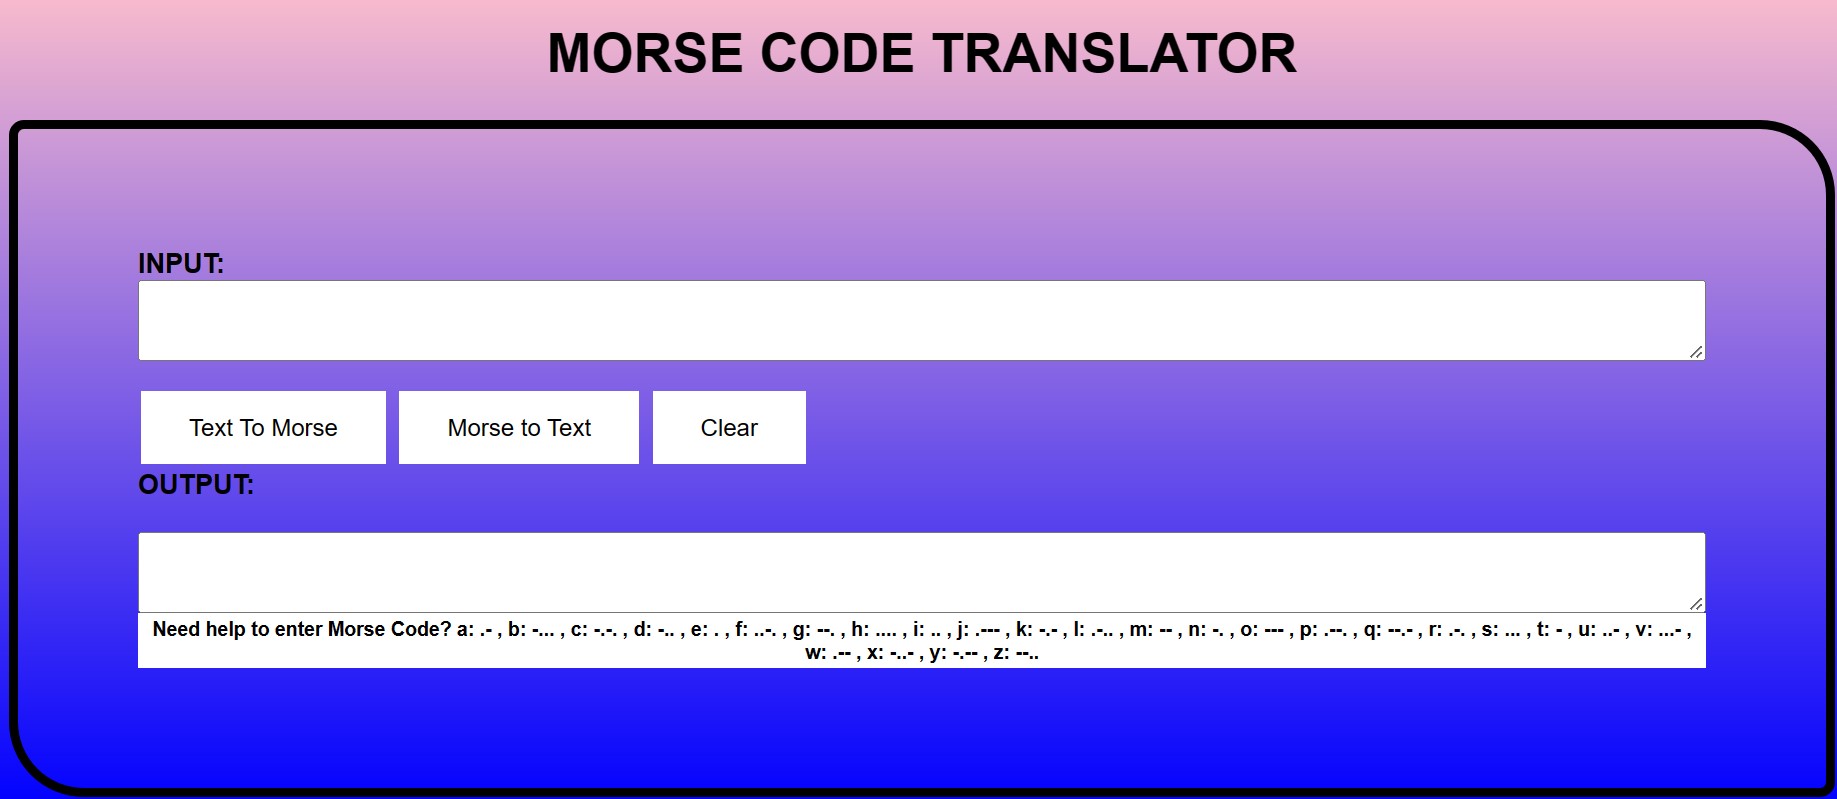 MORSE CODE TRANSLATOR
INPUT:
Text To Morse Morse to Text Clear
OUTPUT:
Need help to enter Morse Code? a: .- , b: -... , c: -.-. , d: -.. , e: . , f: ..-. , g: --. , h: .... , i: .. , j: .--- , k: -.- , l: .-.. , m: -- , n: -. , o: --- , p: .--. , q: --.- , r: .-. , s: ... , t: - , u: ..- , v: ...- ,
w: .-- , x: -..- , y: -.-- , z: --..